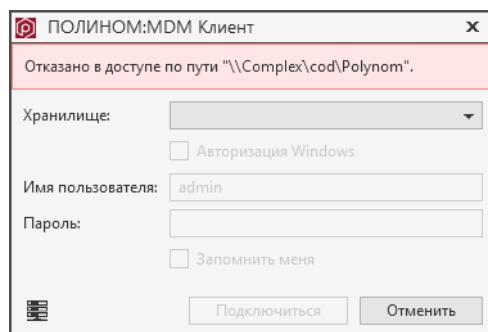 ПОЛИНОМ:MDM Клиент
Отказано в доступе по пути "\\Complex\cod\Polynom".
Хранилище:
Авторизация Windows
Имя пользователя: admin
Пароль:
Запомнить меня
Подключиться Отменить